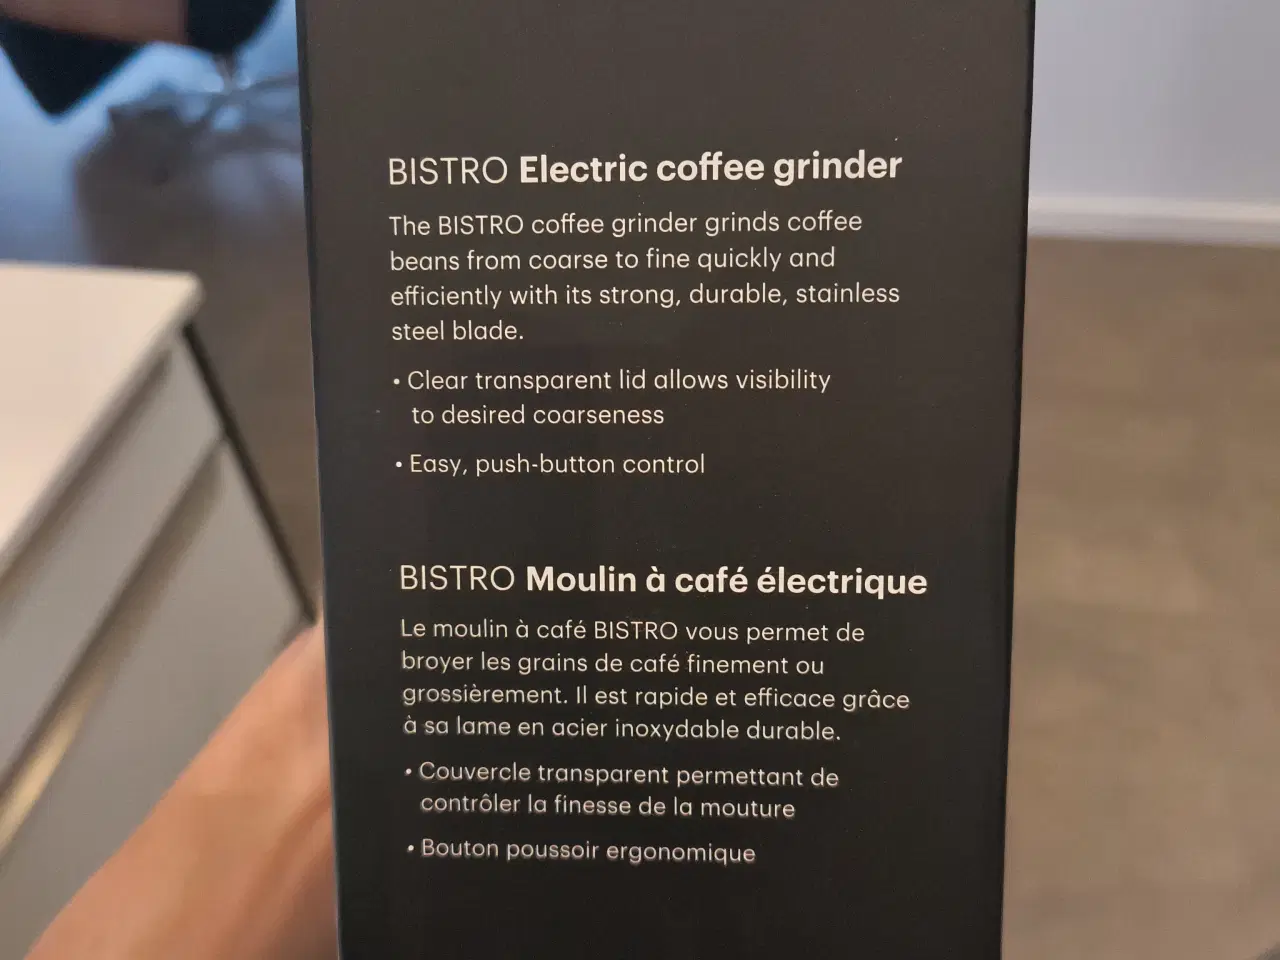 BISTRO Electric coffee grinder
The BISTRO coffee grinder grinds coffee
beans from coarse to fine quickly and
efficiently with its strong, durable, stainless
steel blade.
• Clear transparent lid allows visibility
to desired coarseness
• Easy, push-button control
BISTRO Moulin à café électrique
Le moulin à café BISTRO vous permet de
broyer les grains de café finement ou
grossièrement. Il est rapide et efficace grâce
à sa lame en acier inoxydable durable.
• Couvercle transparent permettant de
contrôler la finesse de la mouture
• Bouton poussoir ergonomique